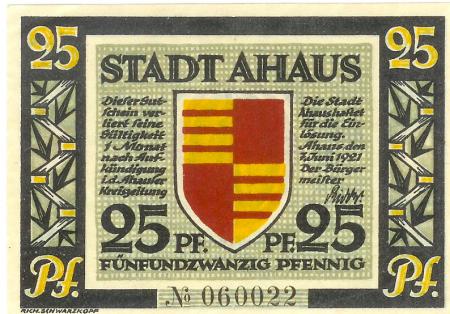 25
25
STADT AHAUS
Dieser Gut-
schein ver-
liert seine
Gültigkeit
1 Monat
nach Auf-
kündigung
i.d. Ahauser
Kreiszeitung
Die Stadt
Ahaus haftet
für die Ein-
lösung.
Ahaus, den
7. Juni 1921
Der Bürger-
meister
25 PF. PF. 25
FÜNFUNDZWANZIG PFENNIG
Pf.
Pf.
№ 060022
RICH. SCHWARZKOPF